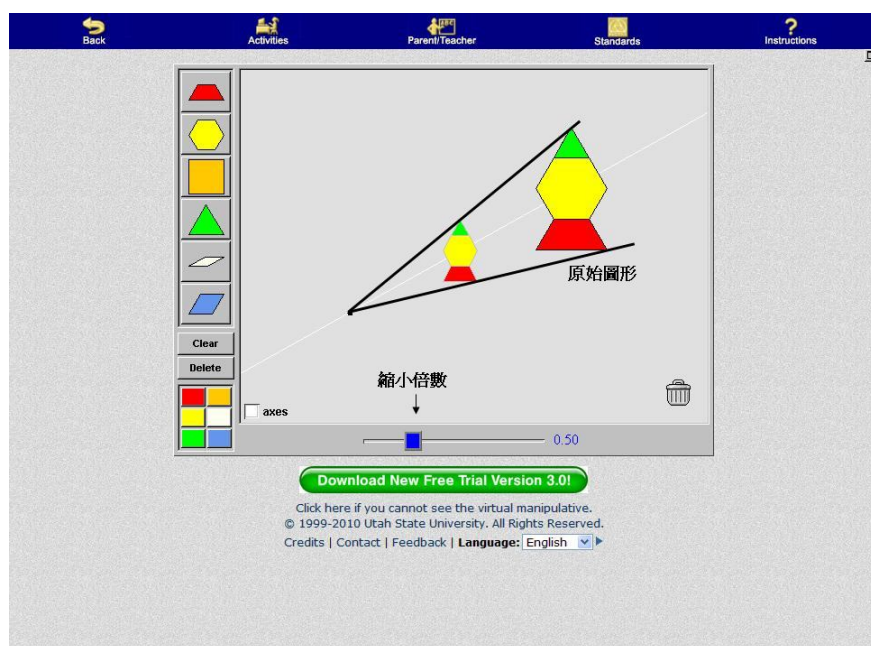 Back
Activities
Parent/Teacher
Standards
Instructions
原始圖形
Clear
Delete
縮小倍數
axes
0.50
Download New Free Trial Version 3.0!
Click here if you cannot see the virtual manipulative.
© 1999-2010 Utah State University. All Rights Reserved.
Credits | Contact | Feedback | Language: English